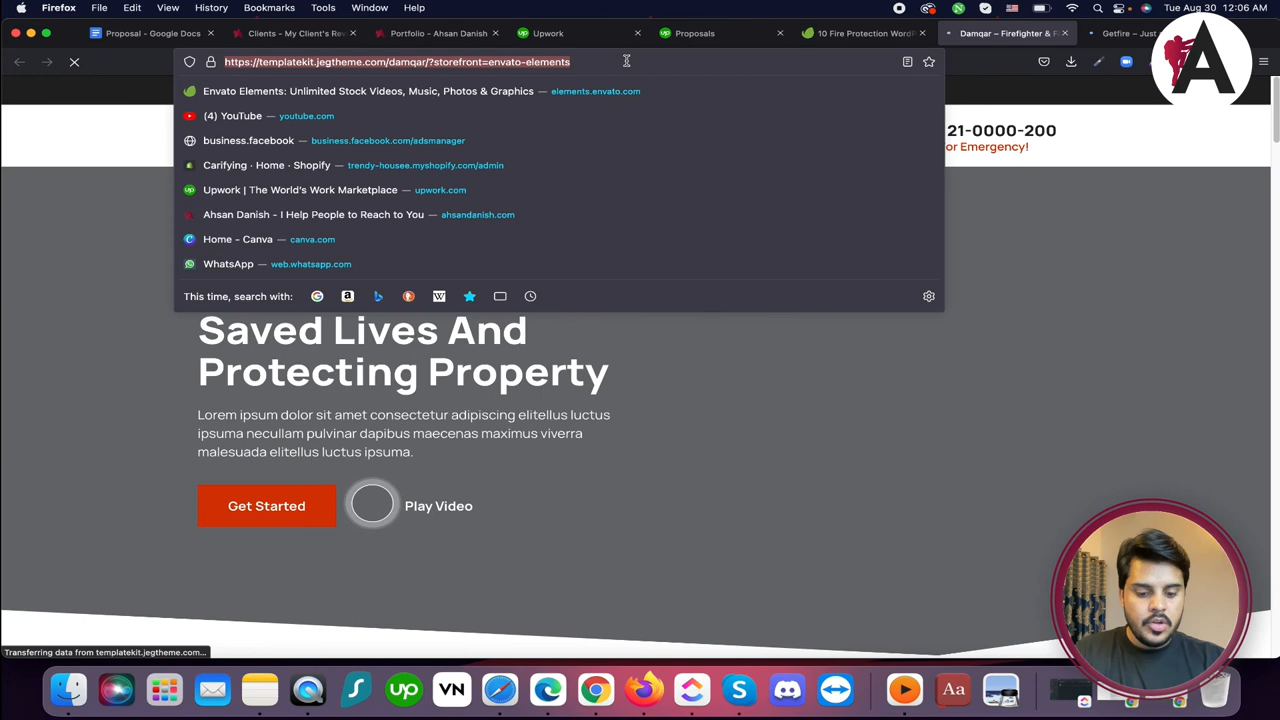 Firefox File Edit View History Bookmarks Tools Window Help Tue Aug 30 12:06 AM
Proposal - Google Docs Clients - My Client's Rev Portfolio - Ahsan Danish Upwork Proposals 10 Fire Protection WordP Damqar – Firefighter & F Getfire – Just
https://templatekit.jegtheme.com/damqar/?storefront=envato-elements
Envato Elements: Unlimited Stock Videos, Music, Photos & Graphics — elements.envato.com
(4) YouTube — youtube.com
business.facebook — business.facebook.com/adsmanager
Carifying · Home · Shopify — trendy-housee.myshopify.com/admin
Upwork | The World's Work Marketplace — upwork.com
Ahsan Danish - I Help People to Reach to You — ahsandanish.com
Home - Canva — canva.com
WhatsApp — web.whatsapp.com
This time, search with:
21-0000-200
or Emergency!
Saved Lives And
Protecting Property
Lorem ipsum dolor sit amet consectetur adipiscing elitellus luctus
ipsuma necullam pulvinar dapibus maecenas maximus viverra
malesuada elitellus luctus ipsuma.
Get Started Play Video
Transferring data from templatekit.jegtheme.com...
up VN Aa